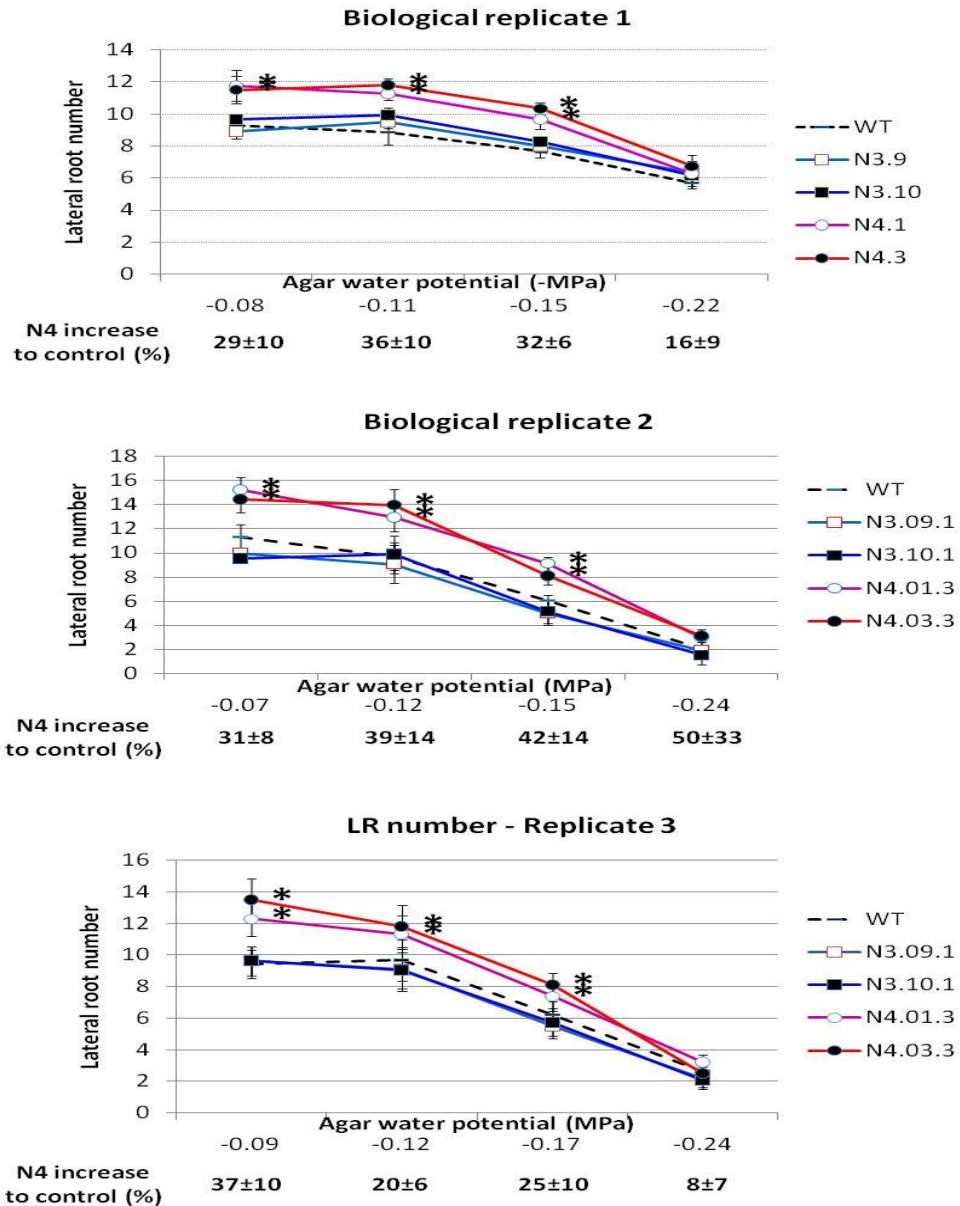 Biological replicate 1
14
12
10
8
6
4
2
0
Lateral root number
* * * * * *
WT
N3.9
N3.10
N4.1
N4.3
Agar water potential (-MPa)
-0.08 -0.11 -0.15 -0.22
N4 increase
to control (%)
29±10 36±10 32±6 16±9
Biological replicate 2
18
16
14
12
10
8
6
4
2
0
Lateral root number
* * * * * *
WT
N3.09.1
N3.10.1
N4.01.3
N4.03.3
Agar water potential (MPa)
-0.07 -0.12 -0.15 -0.24
N4 increase
to control (%)
31±8 39±14 42±14 50±33
LR number - Replicate 3
16
14
12
10
8
6
4
2
0
Lateral root number
* * * * * *
WT
N3.09.1
N3.10.1
N4.01.3
N4.03.3
Agar water potential (MPa)
-0.09 -0.12 -0.17 -0.24
N4 increase
to control (%)
37±10 20±6 25±10 8±7